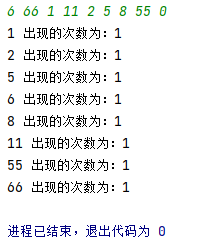 6 66 1 11 2 5 8 55 0
1 出现的次数为：1
2 出现的次数为：1
5 出现的次数为：1
6 出现的次数为：1
8 出现的次数为：1
11 出现的次数为：1
55 出现的次数为：1
66 出现的次数为：1
进程已结束，退出代码为 0